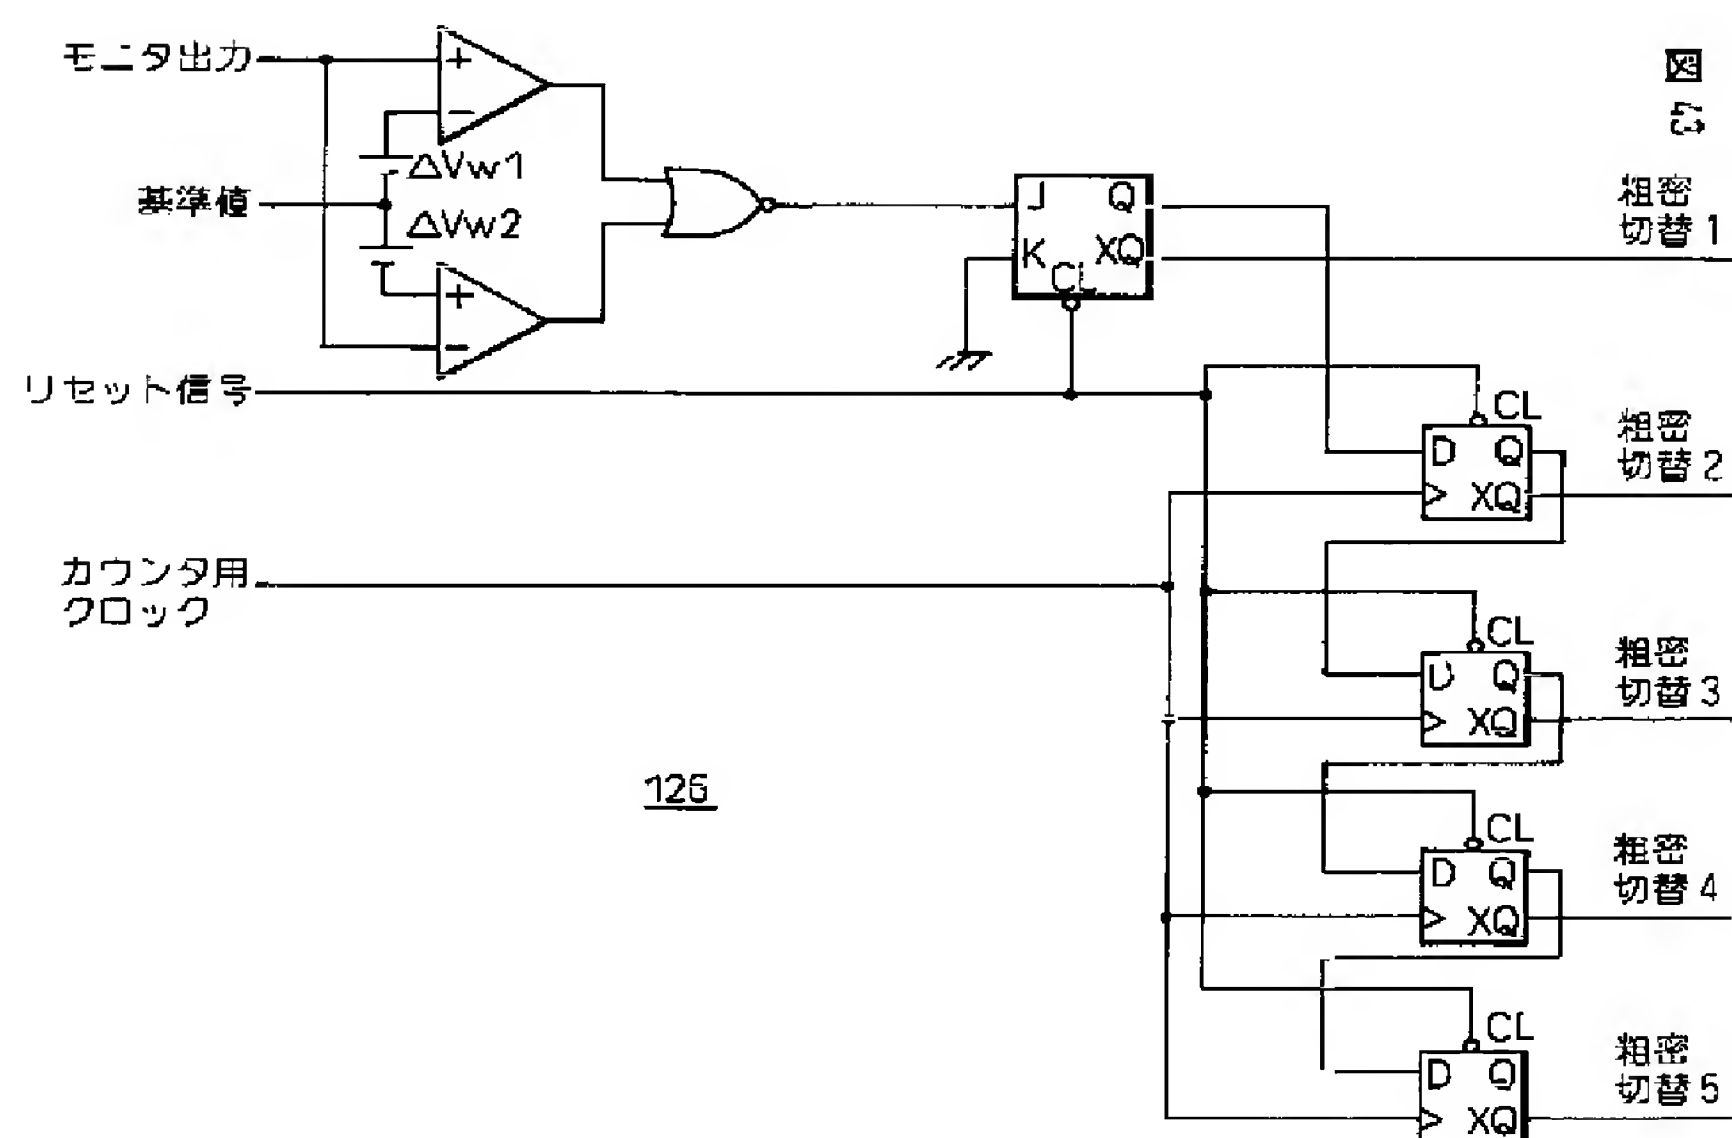 モニタ出力
+
−
ΔVw1
基準値
ΔVw2
+
−
リセット信号
カウンタ用
クロック
J Q
K XQ
CL
図
粗密
切替1
CL
D Q
XQ
粗密
切替2
CL
D Q
XQ
粗密
切替3
CL
D Q
XQ
粗密
切替4
CL
D Q
XQ
粗密
切替5
126